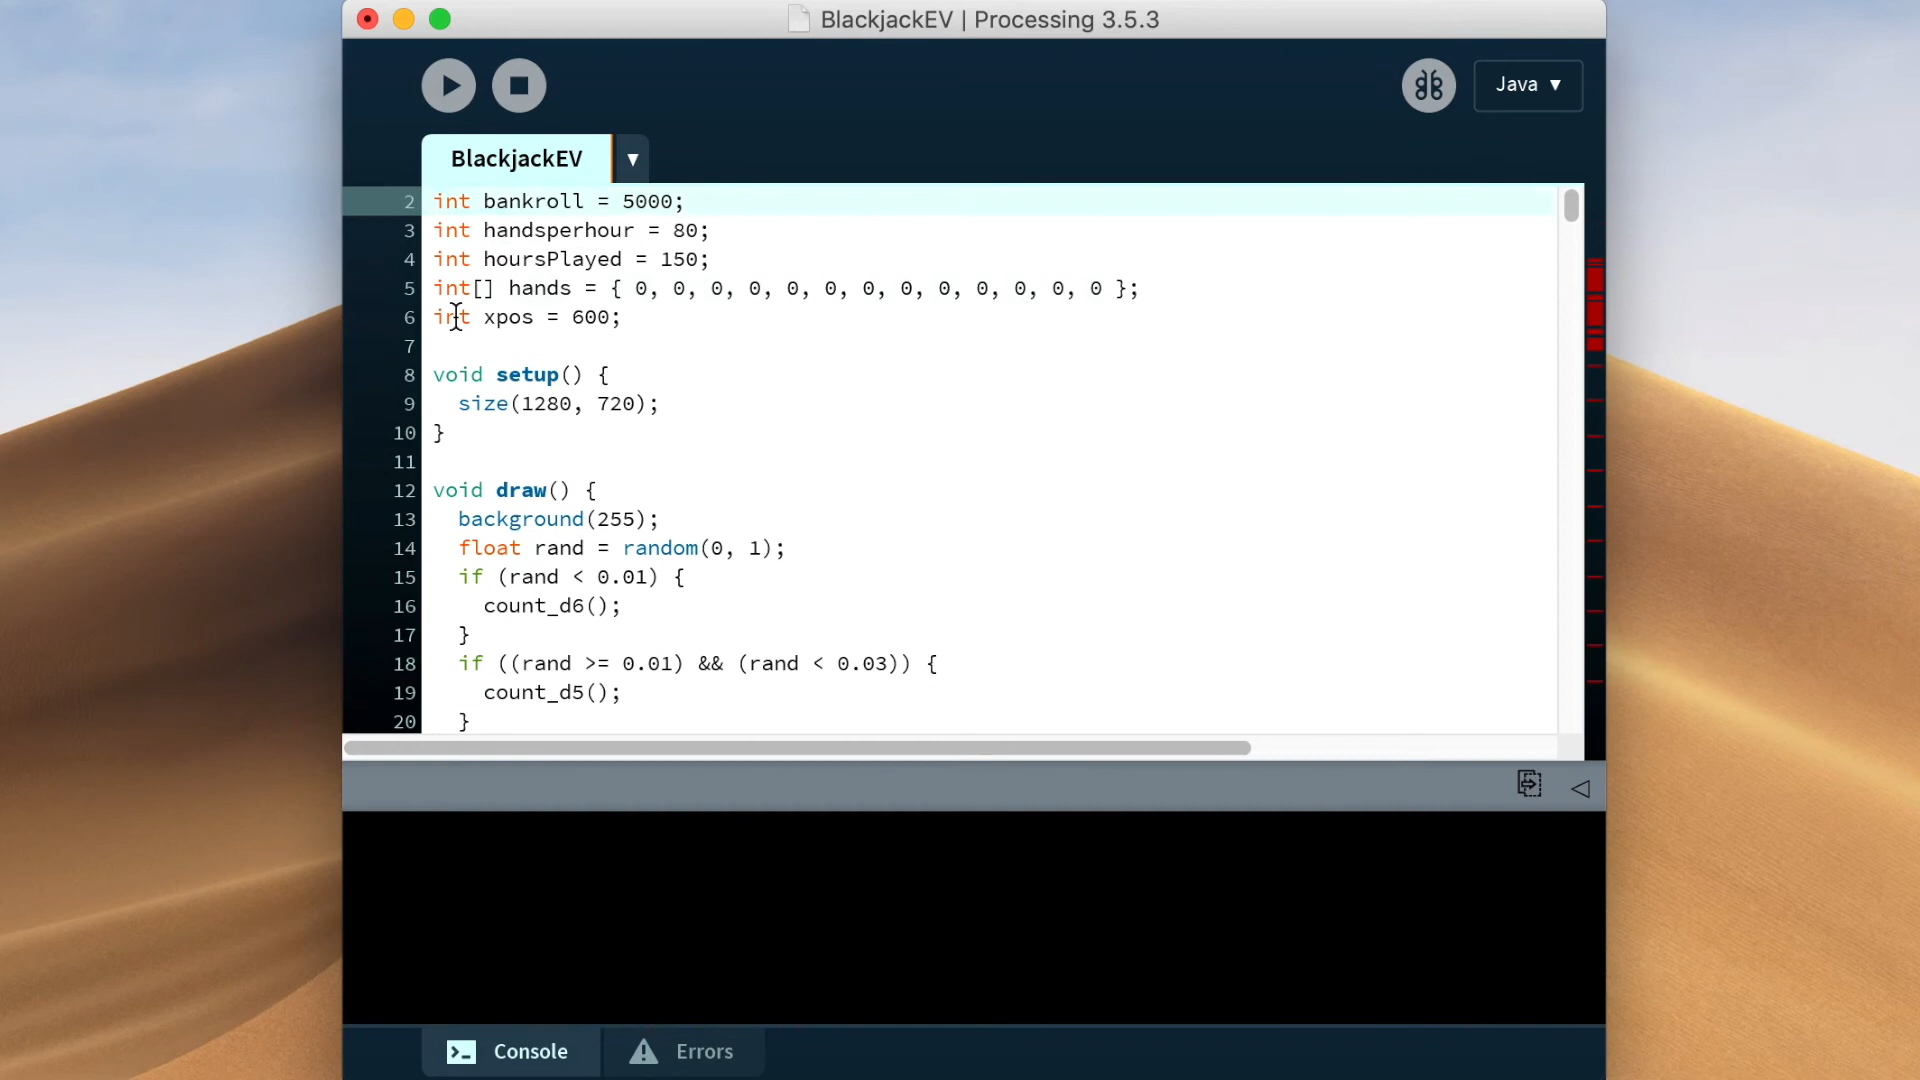 BlackjackEV | Processing 3.5.3
Java ▼
BlackjackEV ▼
2 int bankroll = 5000;
3 int handsperhour = 80;
4 int hoursPlayed = 150;
5 int[] hands = { 0, 0, 0, 0, 0, 0, 0, 0, 0, 0, 0, 0, 0 };
6 int xpos = 600;
7
8 void setup() {
9   size(1280, 720);
10 }
11
12 void draw() {
13   background(255);
14   float rand = random(0, 1);
15   if (rand < 0.01) {
16     count_d6();
17   }
18   if ((rand >= 0.01) && (rand < 0.03)) {
19     count_d5();
20   }
Console Errors